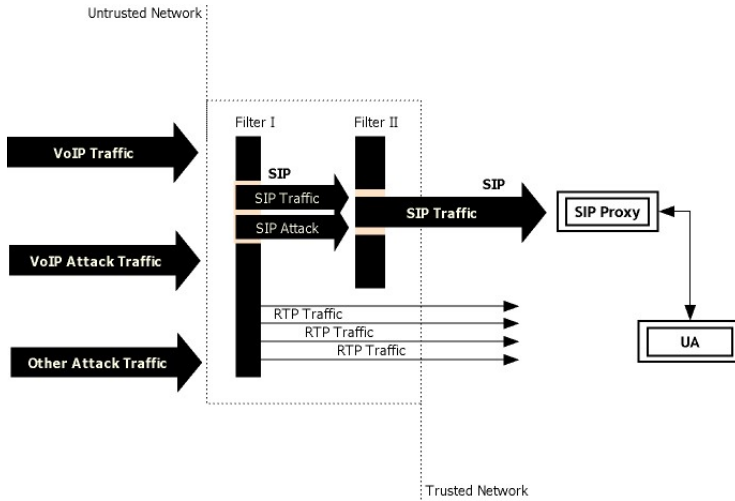 Untrusted Network
Filter I
Filter II
VoIP Traffic
SIP
SIP
SIP Traffic
SIP Traffic
SIP Proxy
SIP Attack
VoIP Attack Traffic
RTP Traffic
RTP Traffic
UA
RTP Traffic
Other Attack Traffic
Trusted Network